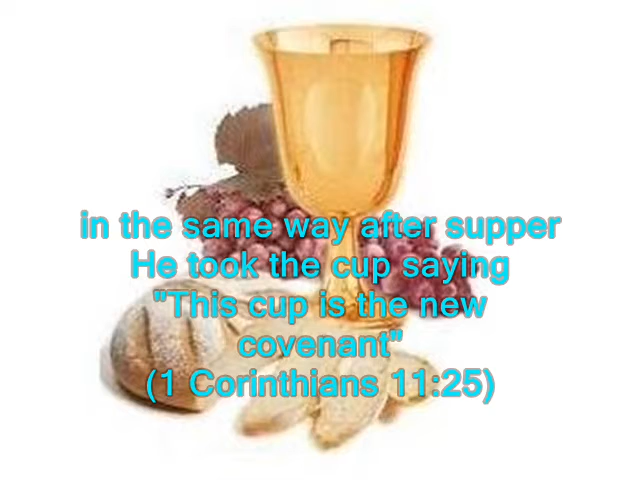 in the same way after supper
He took the cup saying
"This cup is the new
covenant"
(1 Corinthians 11:25)